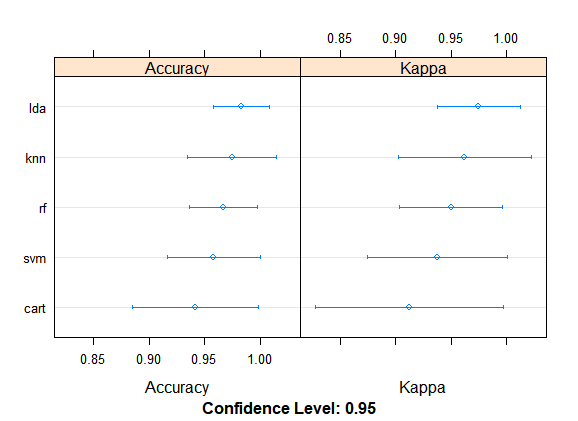 0.85 0.90 0.95 1.00
Accuracy Kappa
lda
knn
rf
svm
cart
0.85 0.90 0.95 1.00
Accuracy Kappa
Confidence Level: 0.95